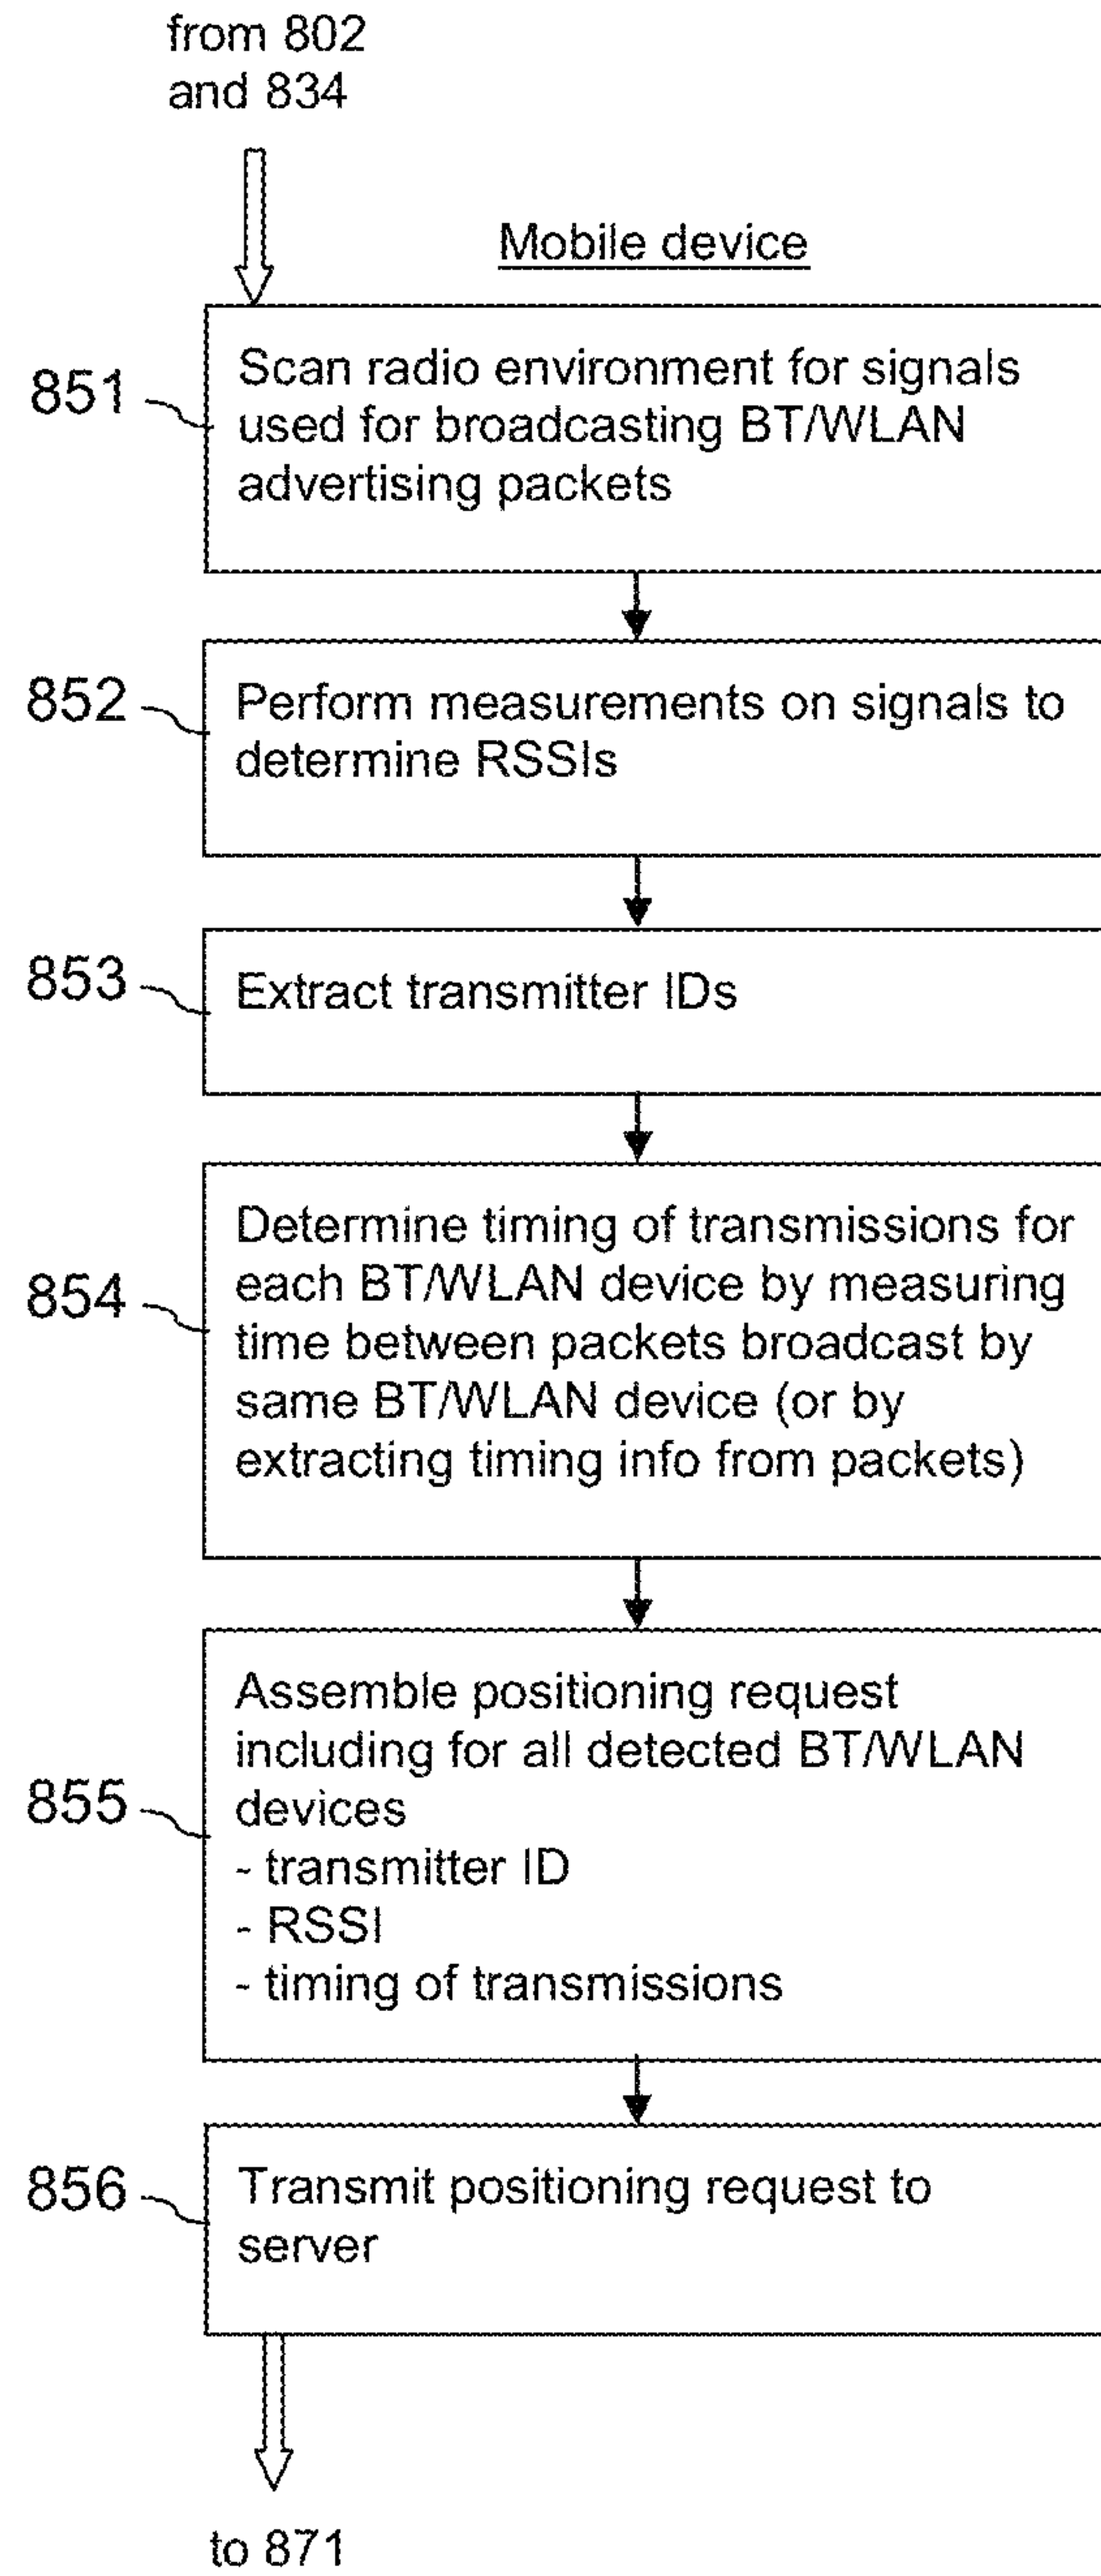 from 802
and 834
Mobile device
851
Scan radio environment for signals
used for broadcasting BT/WLAN
advertising packets
852
Perform measurements on signals to
determine RSSIs
853
Extract transmitter IDs
854
Determine timing of transmissions for
each BT/WLAN device by measuring
time between packets broadcast by
same BT/WLAN device (or by
extracting timing info from packets)
855
Assemble positioning request
including for all detected BT/WLAN
devices
- transmitter ID
- RSSI
- timing of transmissions
856
Transmit positioning request to
server
to 871